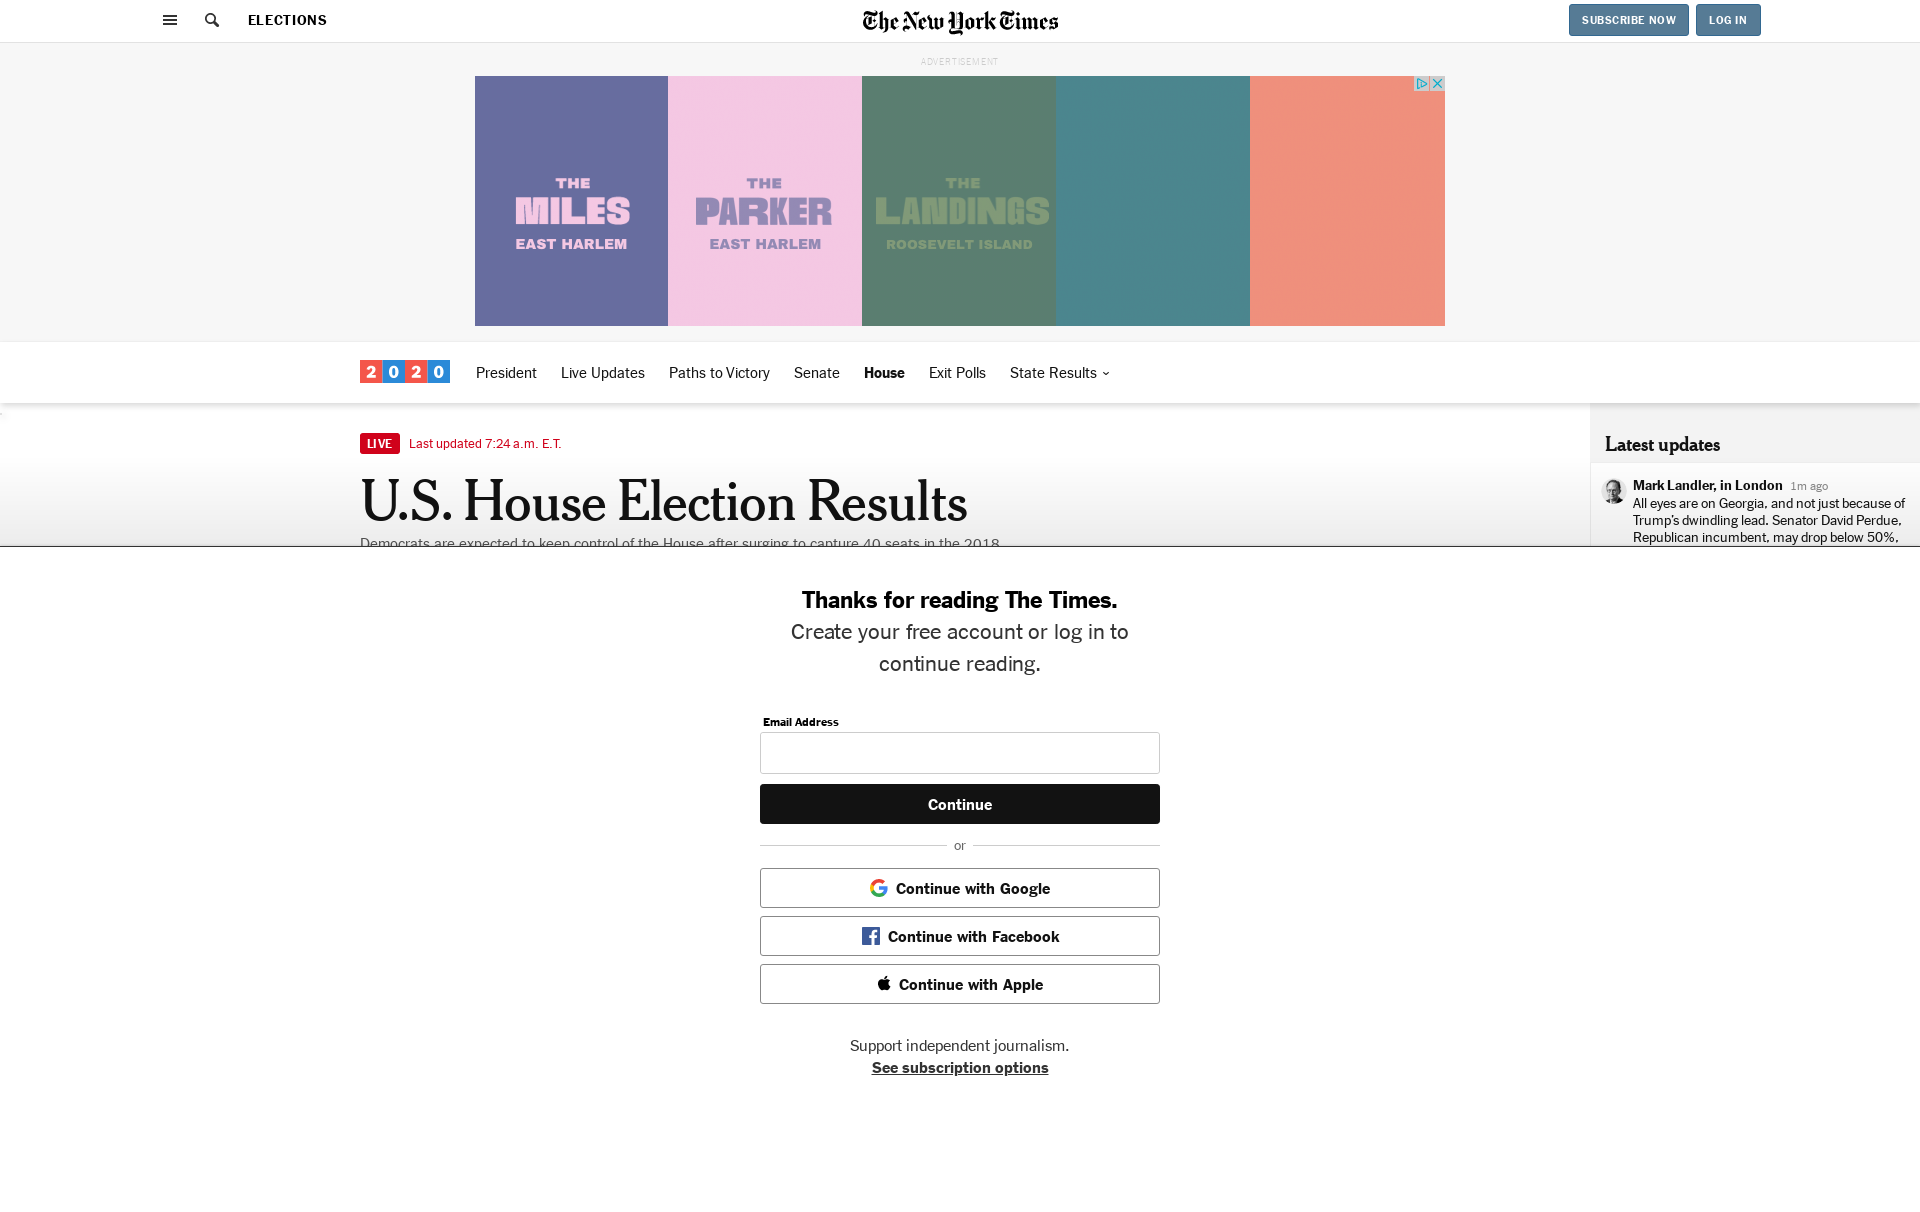 ELECTIONS
The New York Times
SUBSCRIBE NOW
LOG IN
ADVERTISEMENT
THE
MILES
EAST HARLEM
THE
PARKER
EAST HARLEM
THE
LANDINGS
ROOSEVELT ISLAND
2020
President
Live Updates
Paths to Victory
Senate
House
Exit Polls
State Results
LIVE
Last updated 7:24 a.m. E.T.
U.S. House Election Results
Democrats are expected to keep control of the House after surging to capture 40 seats in the 2018
Latest updates
Mark Landler, in London 1m ago
All eyes are on Georgia, and not just because of
Trump’s dwindling lead. Senator David Perdue,
Republican incumbent, may drop below 50%,
Thanks for reading The Times.
Create your free account or log in to
continue reading.
Email Address
Continue
or
Continue with Google
Continue with Facebook
Continue with Apple
Support independent journalism.
See subscription options